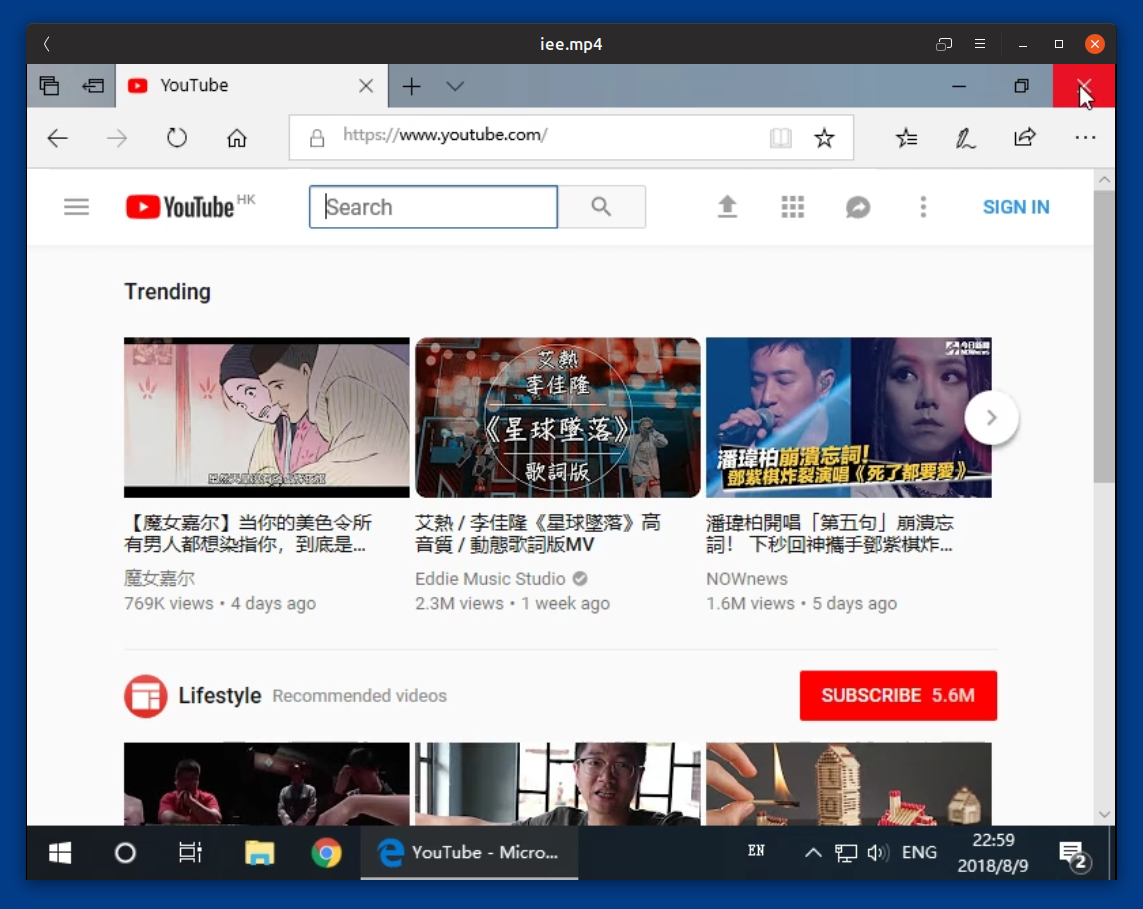 iee.mp4
YouTube
https://www.youtube.com/
YouTube HK
Search
SIGN IN
Trending
艾熱
李佳隆
《星球墜落》
歌詞版
今日新聞
NOWnews
潘瑋柏崩潰忘詞!
鄧紫棋炸裂演唱《死了都要愛》
【魔女嘉尔】当你的美色令所
有男人都想染指你，到底是...
魔女嘉尔
769K views • 4 days ago
艾熱 / 李佳隆《星球墜落》高
音質 / 動態歌詞版MV
Eddie Music Studio
2.3M views • 1 week ago
潘瑋柏開唱「第五句」崩潰忘
詞！ 下秒回神攜手鄧紫棋炸...
NOWnews
1.6M views • 5 days ago
Lifestyle Recommended videos
SUBSCRIBE 5.6M
YouTube - Micro...
EN
ENG
22:59
2018/8/9
2